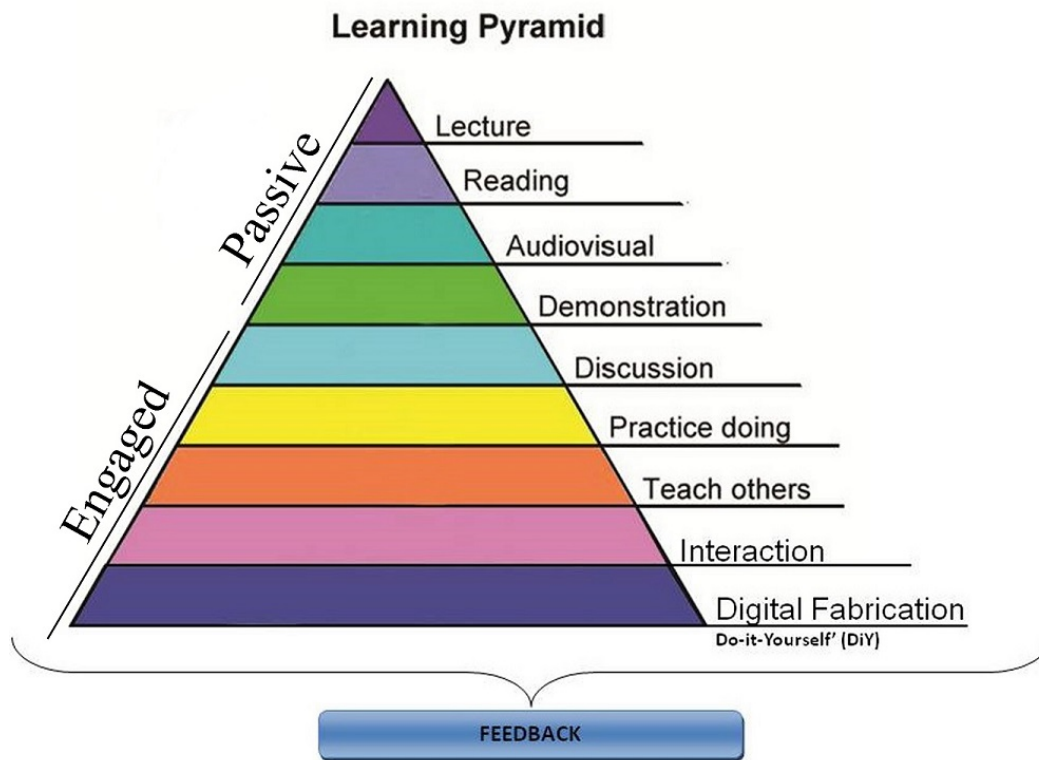 Learning Pyramid
Passive
Engaged
Lecture
Reading
Audiovisual
Demonstration
Discussion
Practice doing
Teach others
Interaction
Digital Fabrication
Do-it-Yourself’ (DiY)
FEEDBACK